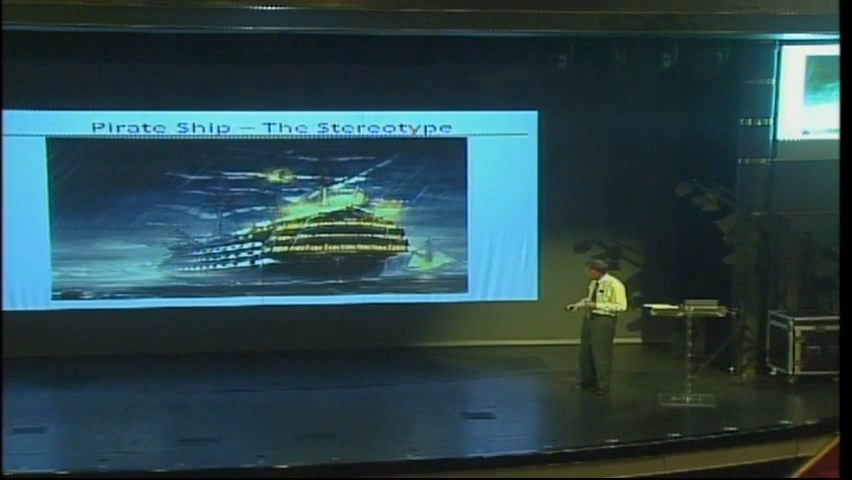 Pirate Ship — The Stereotype